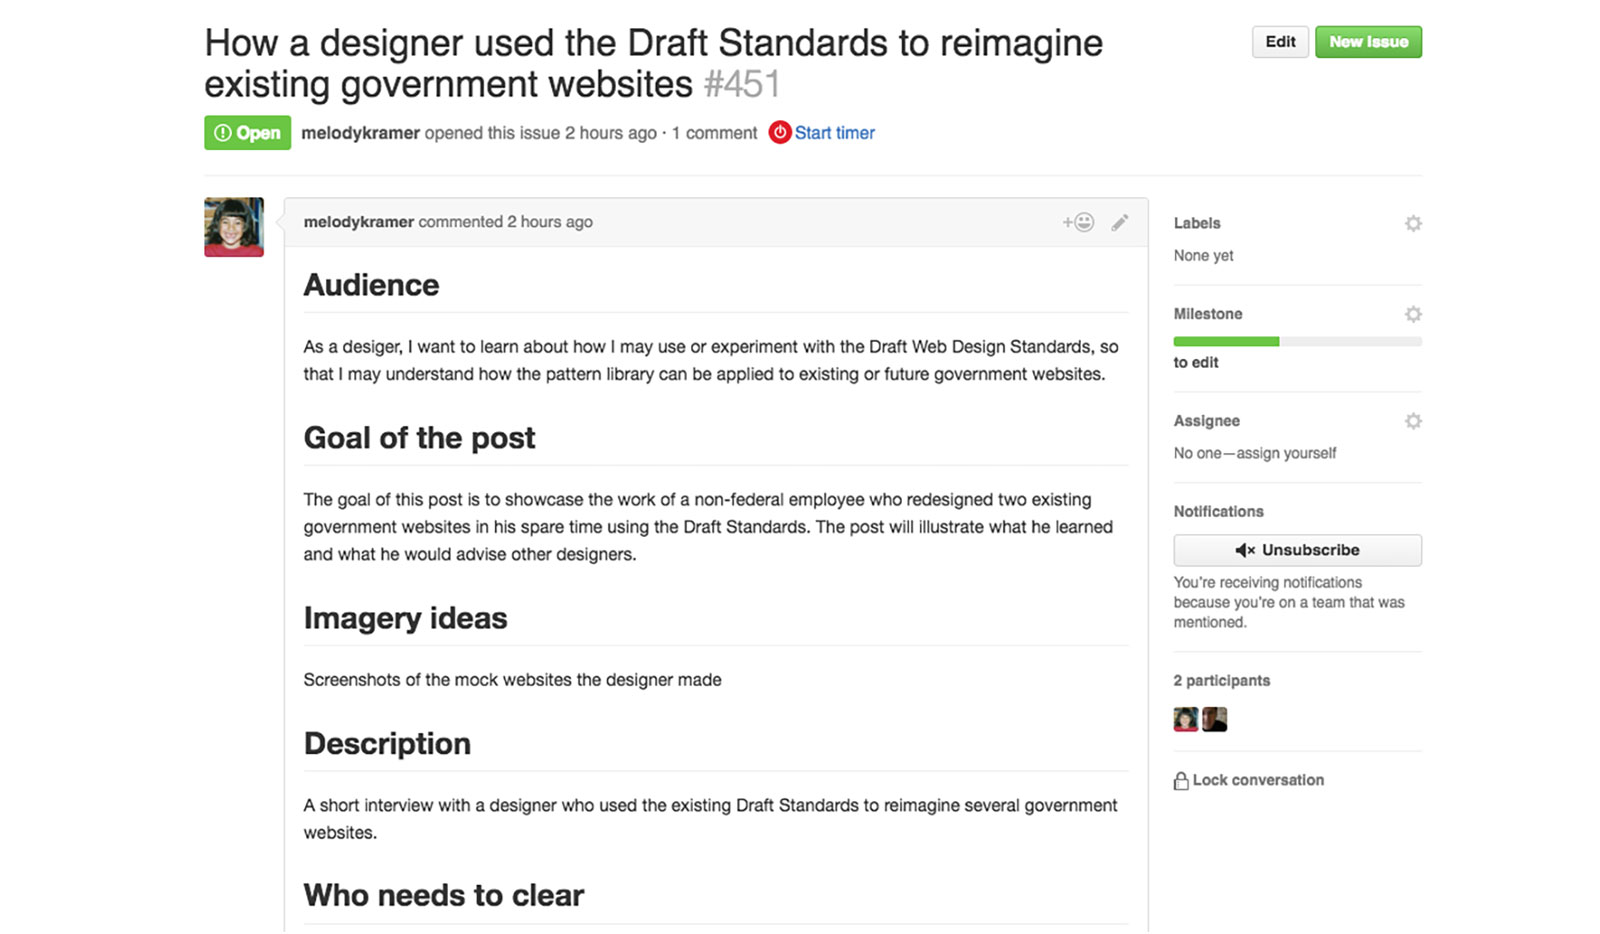 How a designer used the Draft Standards to reimagine
existing government websites #451
Edit
New Issue
Open
melodykramer opened this issue 2 hours ago · 1 comment
Start timer
melodykramer commented 2 hours ago
Audience
As a desiger, I want to learn about how I may use or experiment with the Draft Web Design Standards, so
that I may understand how the pattern library can be applied to existing or future government websites.
Goal of the post
The goal of this post is to showcase the work of a non-federal employee who redesigned two existing
government websites in his spare time using the Draft Standards. The post will illustrate what he learned
and what he would advise other designers.
Imagery ideas
Screenshots of the mock websites the designer made
Description
A short interview with a designer who used the existing Draft Standards to reimagine several government
websites.
Who needs to clear
Labels
None yet
Milestone
to edit
Assignee
No one—assign yourself
Notifications
Unsubscribe
You're receiving notifications
because you're on a team that was
mentioned.
2 participants
Lock conversation